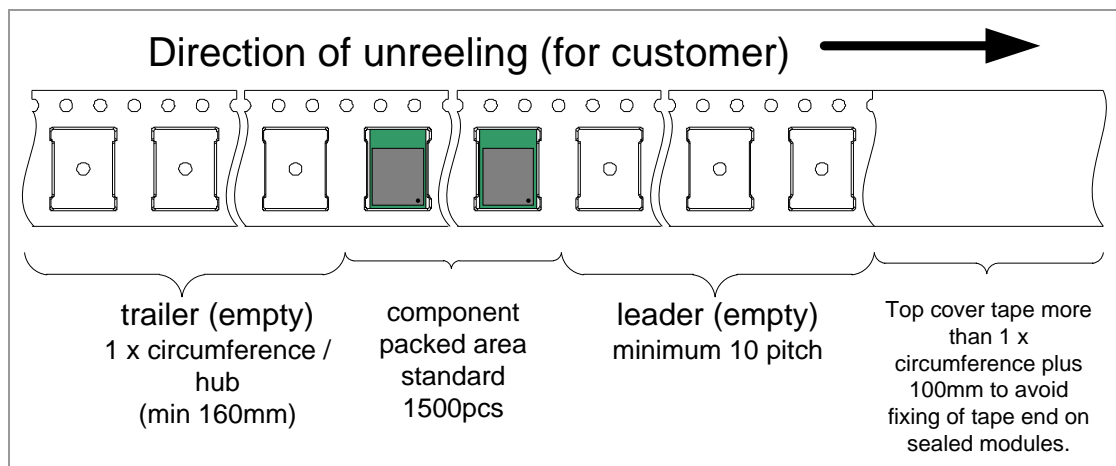 Direction of unreeling (for customer)
trailer (empty)
1 x circumference /
hub
(min 160mm)
component
packed area
standard
1500pcs
leader (empty)
minimum 10 pitch
Top cover tape more
than 1 x
circumference plus
100mm to avoid
fixing of tape end on
sealed modules.